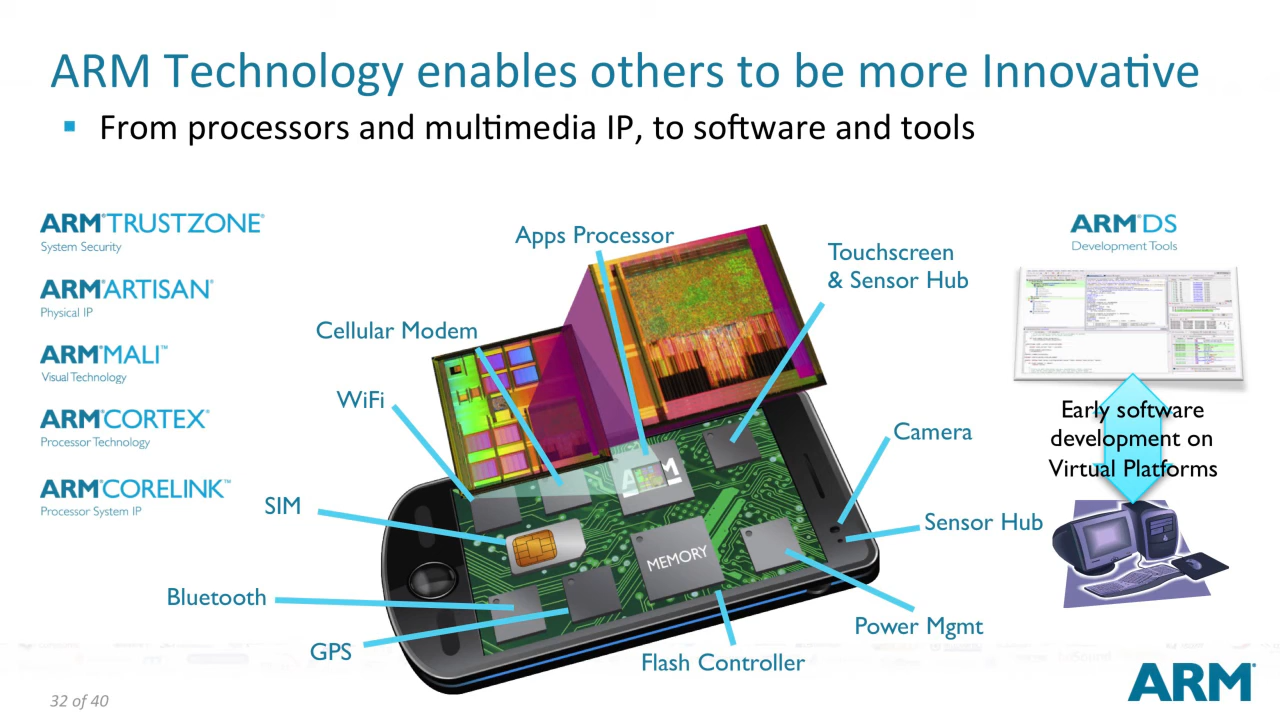 ARM Technology enables others to be more Innovative
▪ From processors and multimedia IP, to software and tools
ARM®TRUSTZONE®
System Security
ARM®ARTISAN®
Physical IP
ARM®MALI™
Visual Technology
ARM®CORTEX®
Processor Technology
ARM®CORELINK™
Processor System IP
Apps Processor
Cellular Modem
WiFi
SIM
Bluetooth
GPS
Touchscreen
& Sensor Hub
Camera
Sensor Hub
Power Mgmt
Flash Controller
ARM
MEMORY
ARM®DS
Development Tools
Early software
development on
Virtual Platforms
32 of 40
ARM®